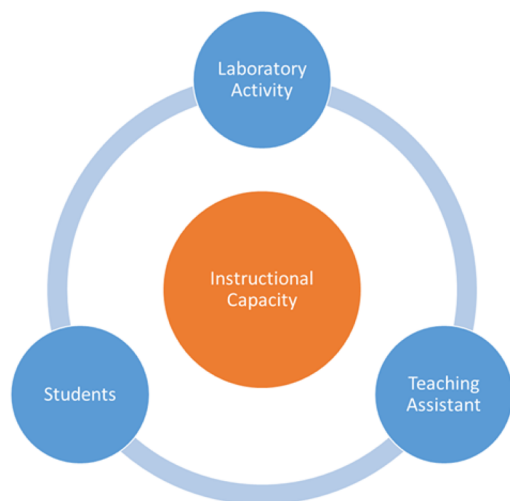 Laboratory
Activity
Instructional
Capacity
Students
Teaching
Assistant